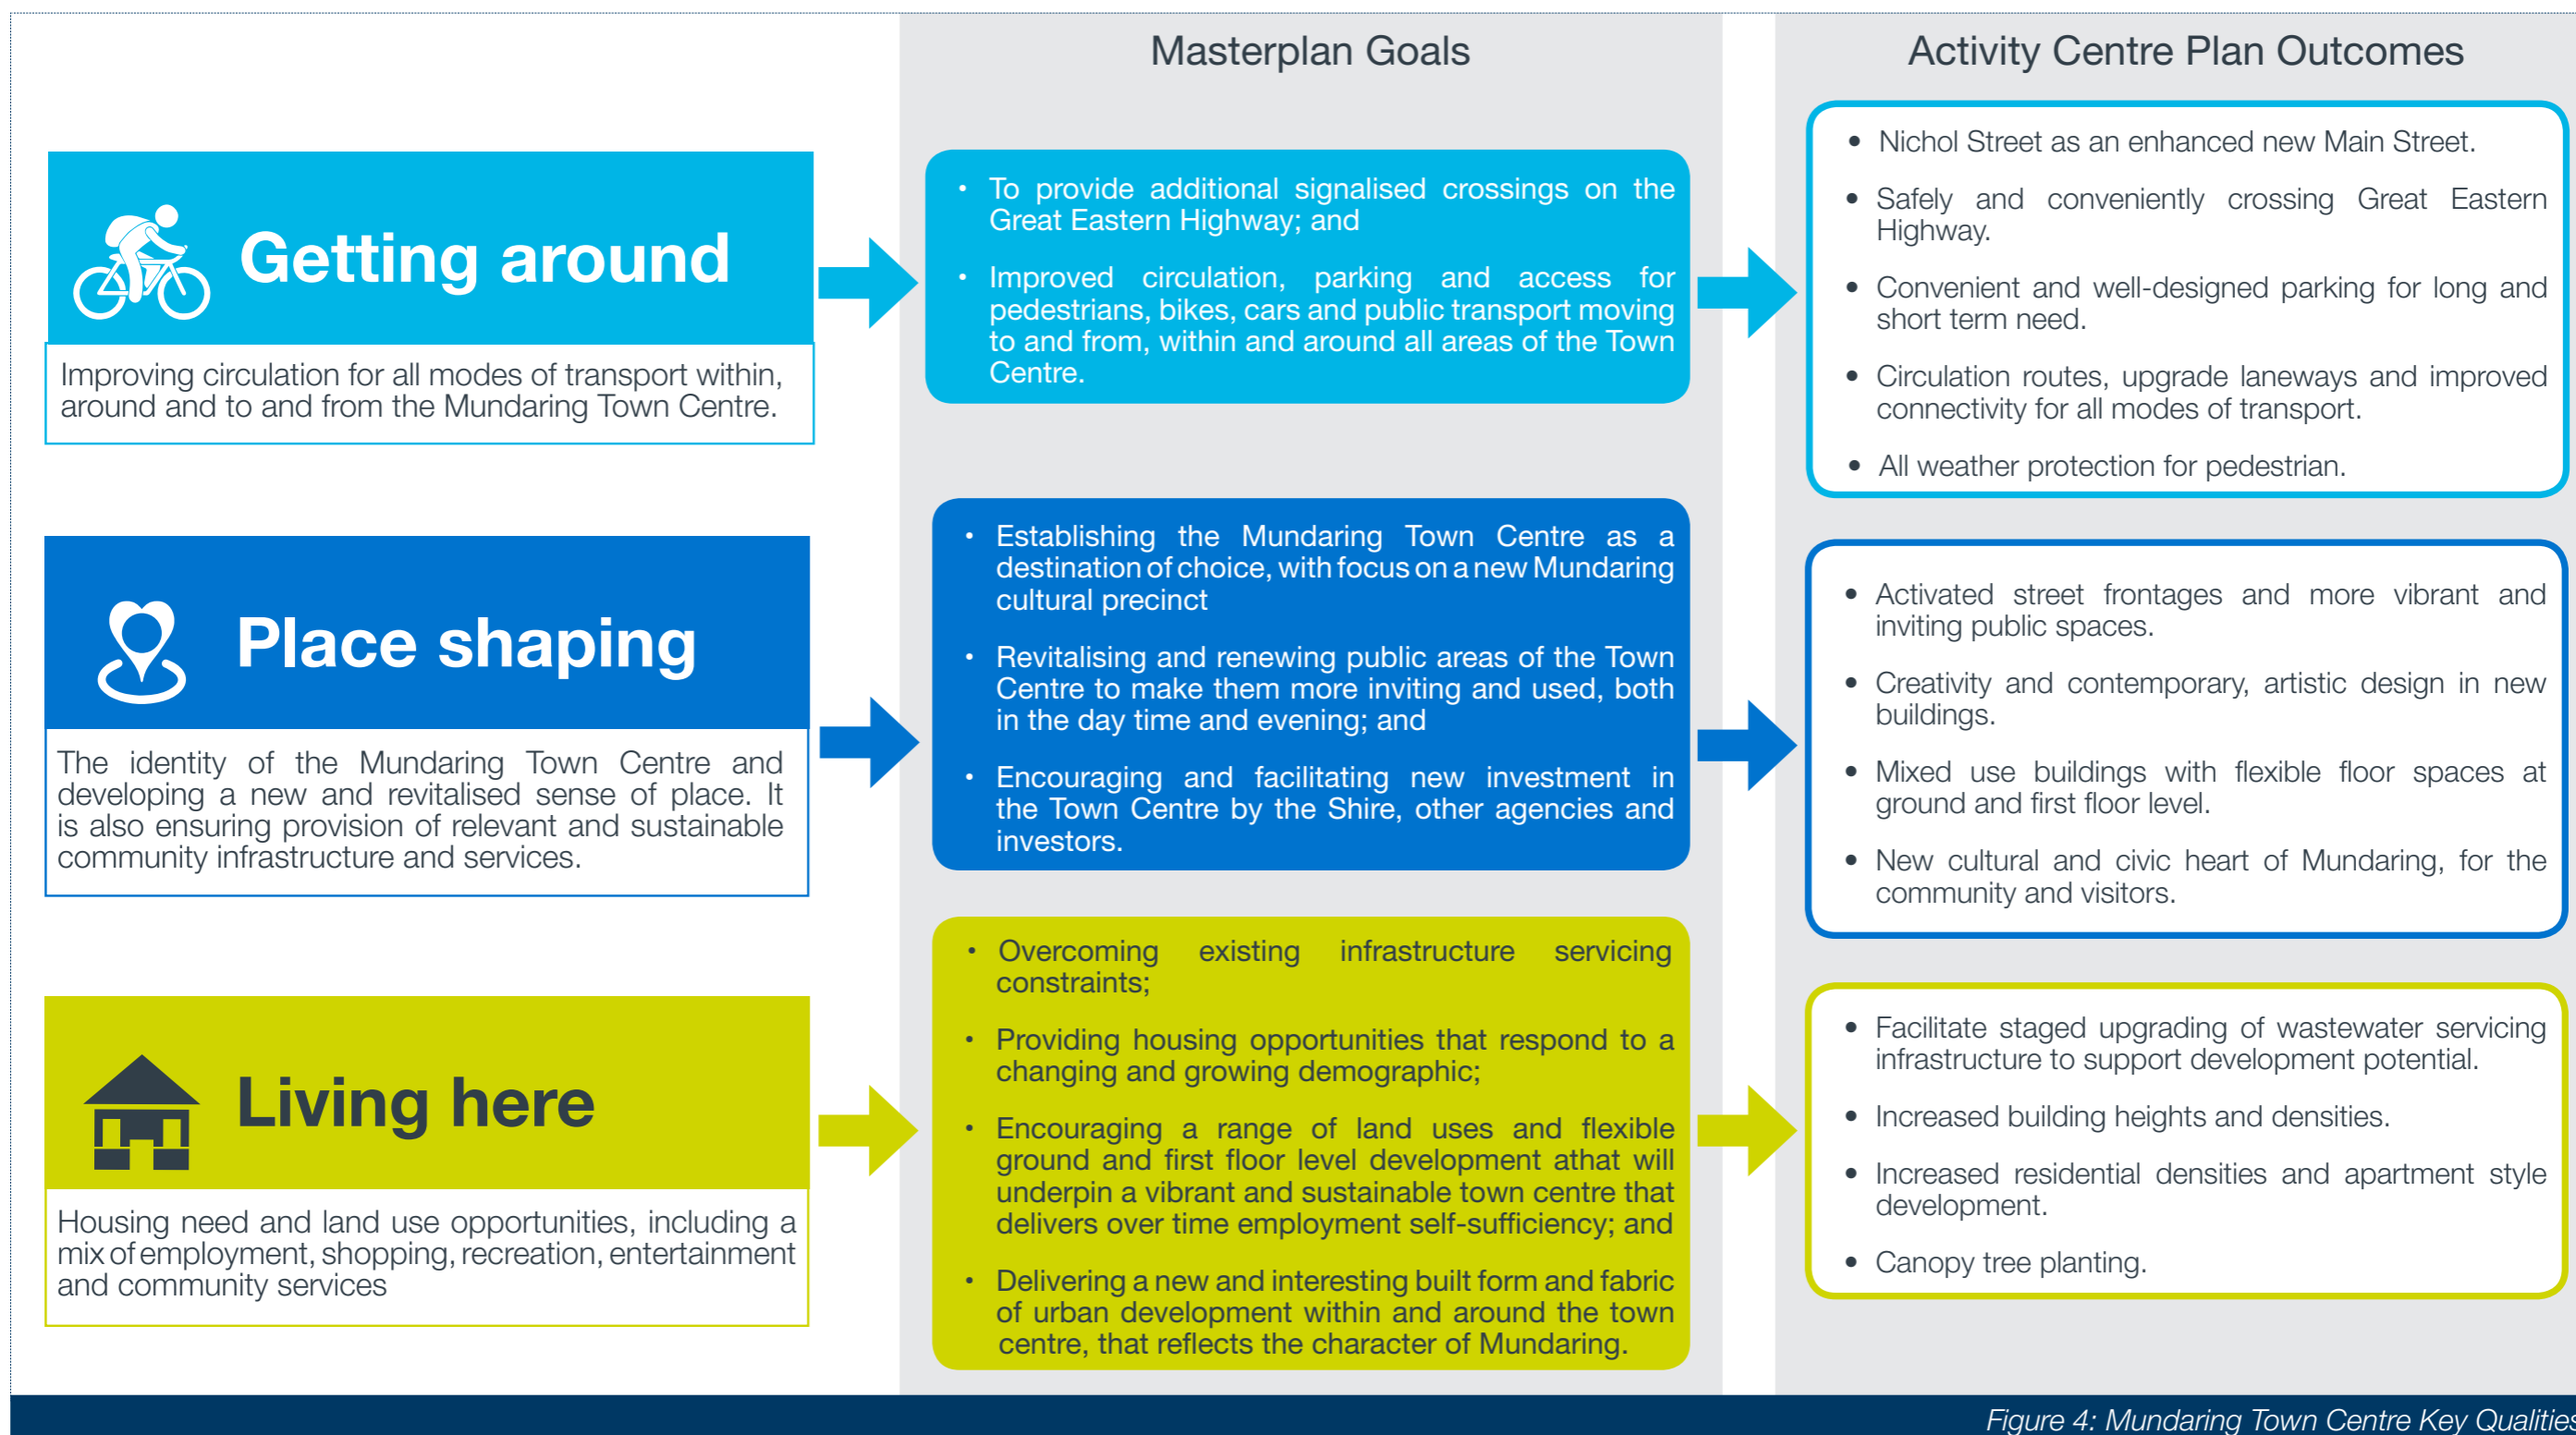 Masterplan Goals
Activity Centre Plan Outcomes
Getting around
Improving circulation for all modes of transport within,
around and to and from the Mundaring Town Centre.
• To provide additional signalised crossings on the
Great Eastern Highway; and
• Improved circulation, parking and access for
pedestrians, bikes, cars and public transport moving
to and from, within and around all areas of the Town
Centre.
• Nichol Street as an enhanced new Main Street.
• Safely and conveniently crossing Great Eastern
Highway.
• Convenient and well-designed parking for long and
short term need.
• Circulation routes, upgrade laneways and improved
connectivity for all modes of transport.
• All weather protection for pedestrian.
Place shaping
The identity of the Mundaring Town Centre and
developing a new and revitalised sense of place. It
is also ensuring provision of relevant and sustainable
community infrastructure and services.
• Establishing the Mundaring Town Centre as a
destination of choice, with focus on a new Mundaring
cultural precinct
• Revitalising and renewing public areas of the Town
Centre to make them more inviting and used, both
in the day time and evening; and
• Encouraging and facilitating new investment in
the Town Centre by the Shire, other agencies and
investors.
• Activated street frontages and more vibrant and
inviting public spaces.
• Creativity and contemporary, artistic design in new
buildings.
• Mixed use buildings with flexible floor spaces at
ground and first floor level.
• New cultural and civic heart of Mundaring, for the
community and visitors.
Living here
Housing need and land use opportunities, including a
mix of employment, shopping, recreation, entertainment
and community services
• Overcoming existing infrastructure servicing
constraints;
• Providing housing opportunities that respond to a
changing and growing demographic;
• Encouraging a range of land uses and flexible
ground and first floor level development athat will
underpin a vibrant and sustainable town centre that
delivers over time employment self-sufficiency; and
• Delivering a new and interesting built form and fabric
of urban development within and around the town
centre, that reflects the character of Mundaring.
• Facilitate staged upgrading of wastewater servicing
infrastructure to support development potential.
• Increased building heights and densities.
• Increased residential densities and apartment style
development.
• Canopy tree planting.
Figure 4: Mundaring Town Centre Key Qualities